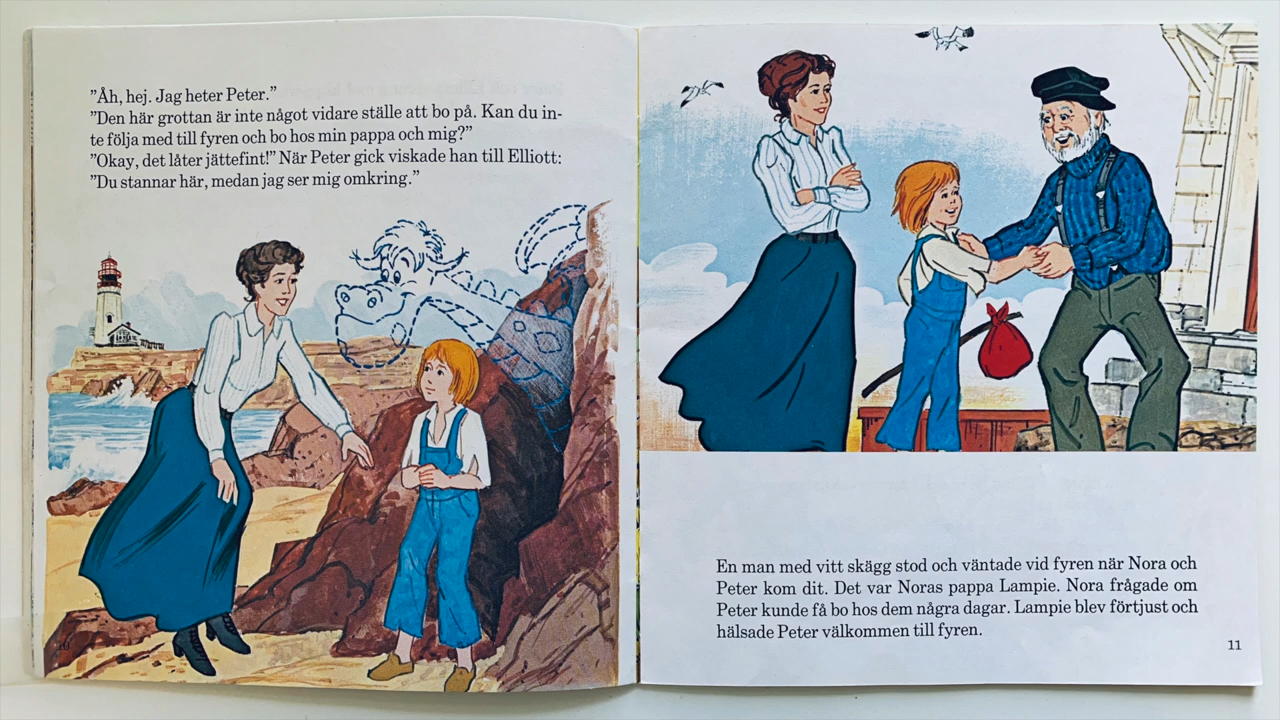 ”Åh, hej. Jag heter Peter.”
”Den här grottan är inte något vidare ställe att bo på. Kan du in-
te följa med till fyren och bo hos min pappa och mig?”
”Okay, det låter jättefint!” När Peter gick viskade han till Elliott:
”Du stannar här, medan jag ser mig omkring.”
10
En man med vitt skägg stod och väntade vid fyren när Nora och
Peter kom dit. Det var Noras pappa Lampie. Nora frågade om
Peter kunde få bo hos dem några dagar. Lampie blev förtjust och
hälsade Peter välkommen till fyren.
11